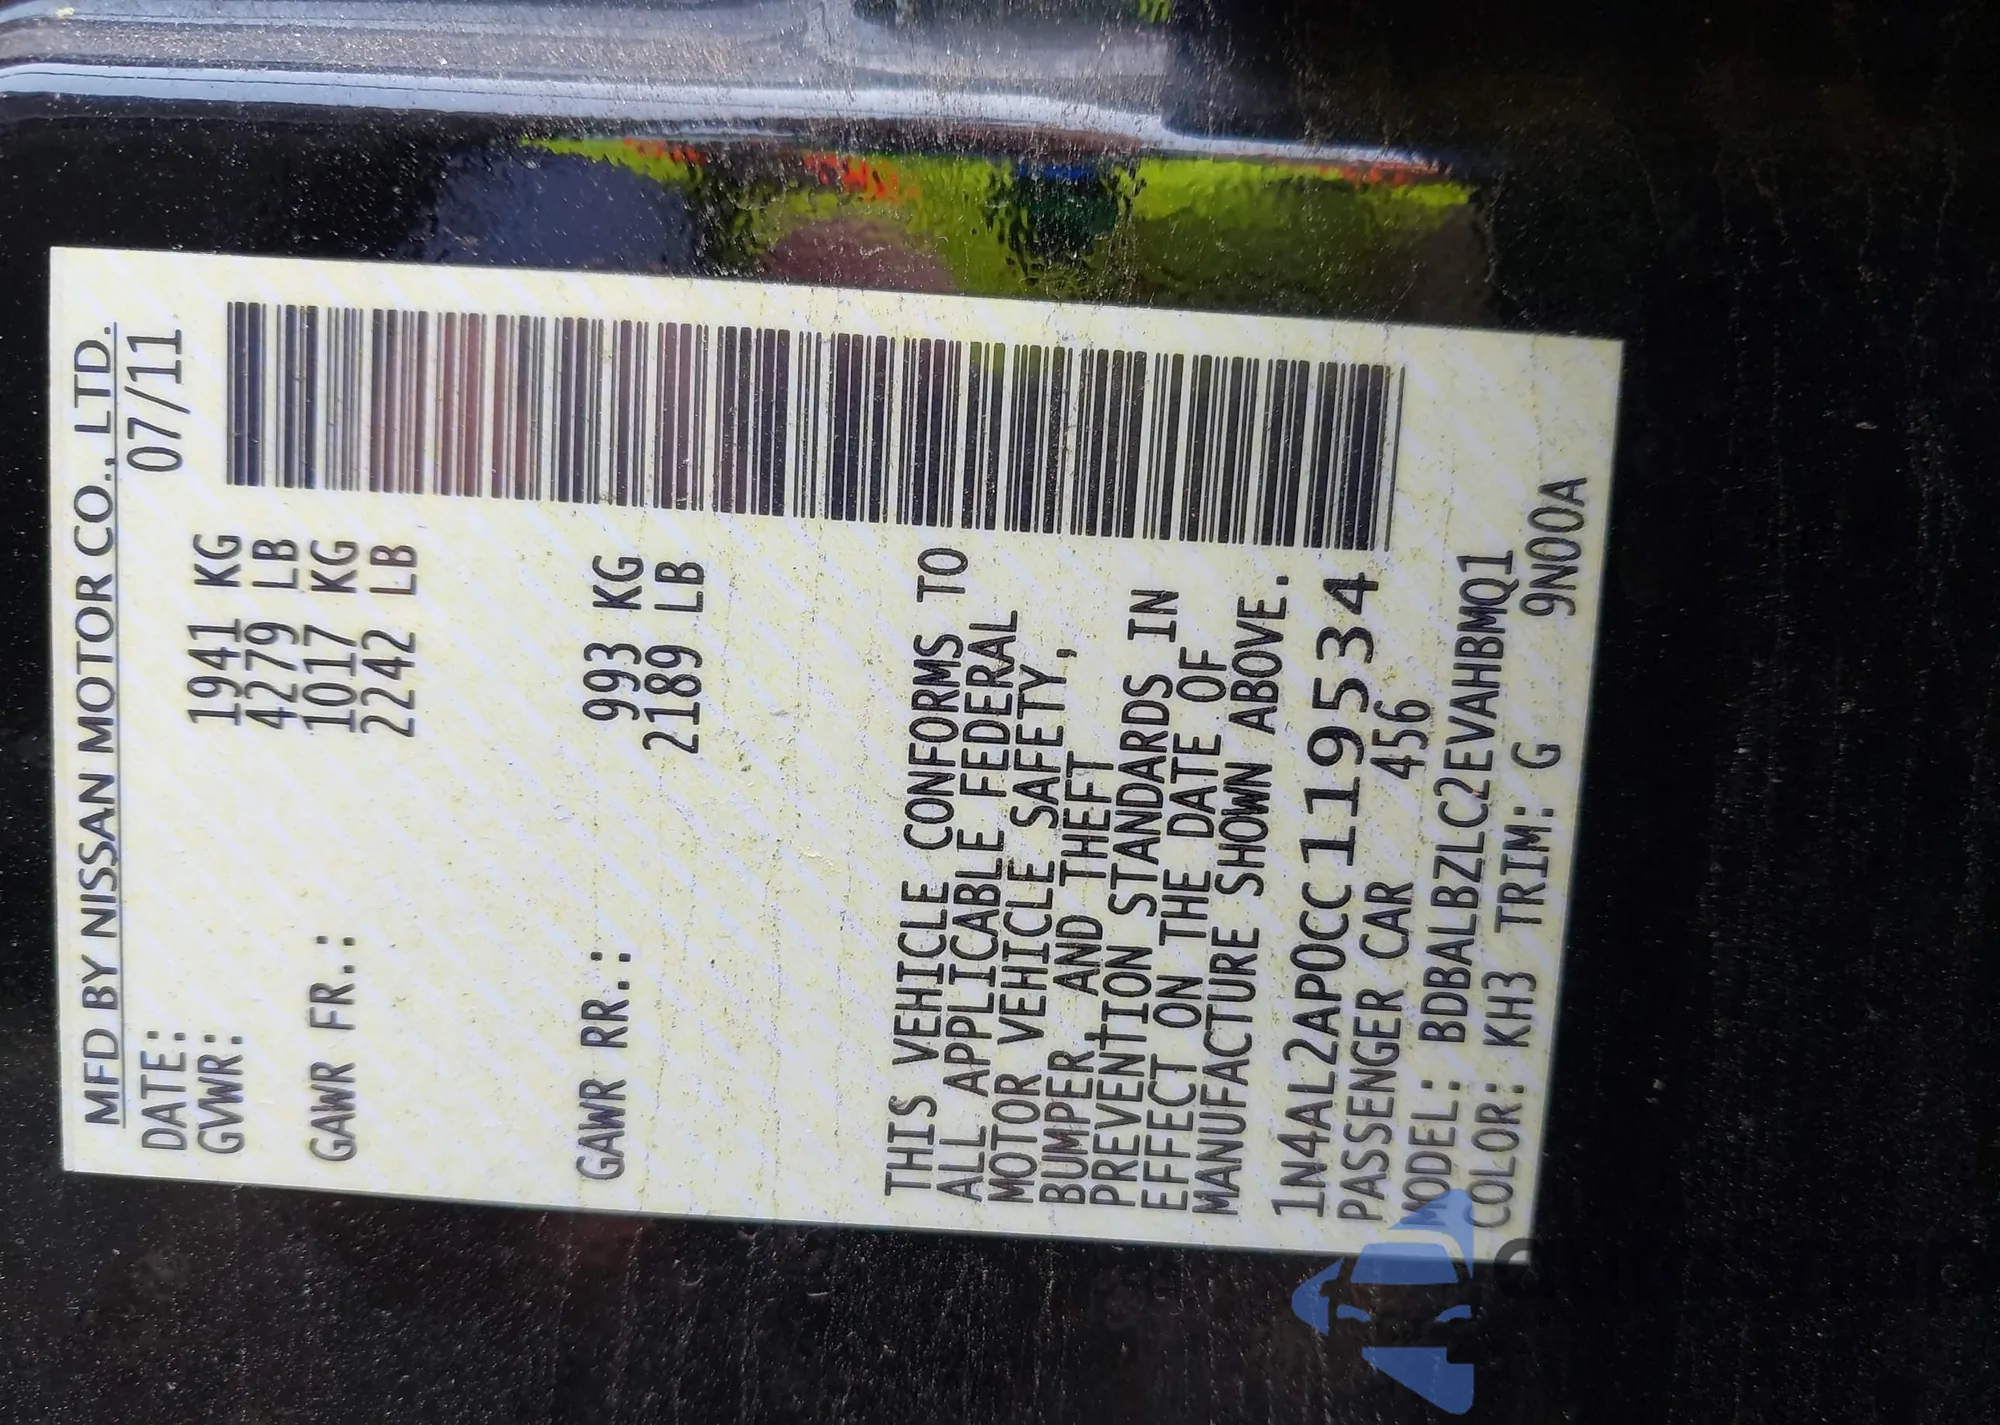 MFD BY NISSAN MOTOR CO., LTD.
DATE: 07/11
GVWR: 1941 KG
4279 LB
GAWR FR.: 1017 KG
2242 LB
GAWR RR.: 993 KG
2189 LB
THIS VEHICLE CONFORMS TO
ALL APPLICABLE FEDERAL
MOTOR VEHICLE SAFETY,
BUMPER AND THEFT
PREVENTION STANDARDS IN
EFFECT ON THE DATE OF
MANUFACTURE SHOWN ABOVE.
1N4AL2AP0CC119534
PASSENGER CAR 456
MODEL: BDBALBZLC2EVAHBMQ1
COLOR: KH3 TRIM: G 9N00A